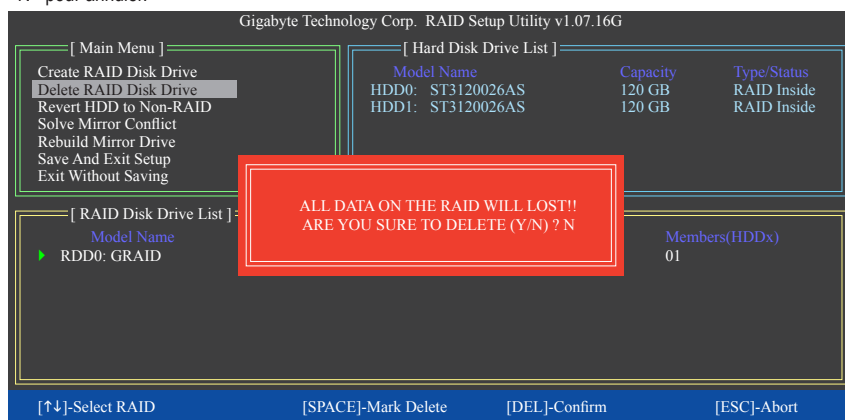 Gigabyte Technology Corp. RAID Setup Utility v1.07.16G
[ Main Menu ]
Create RAID Disk Drive
Delete RAID Disk Drive
Revert HDD to Non-RAID
Solve Mirror Conflict
Rebuild Mirror Drive
Save And Exit Setup
Exit Without Saving
[ Hard Disk Drive List ]
Model Name Capacity Type/Status
HDD0: ST3120026AS 120 GB RAID Inside
HDD1: ST3120026AS 120 GB RAID Inside
ALL DATA ON THE RAID WILL LOST!!
ARE YOU SURE TO DELETE (Y/N) ? N
[ RAID Disk Drive List ]
Model Name Members(HDDx)
RDD0: GRAID 01
[↑↓]-Select RAID [SPACE]-Mark Delete [DEL]-Confirm [ESC]-Abort